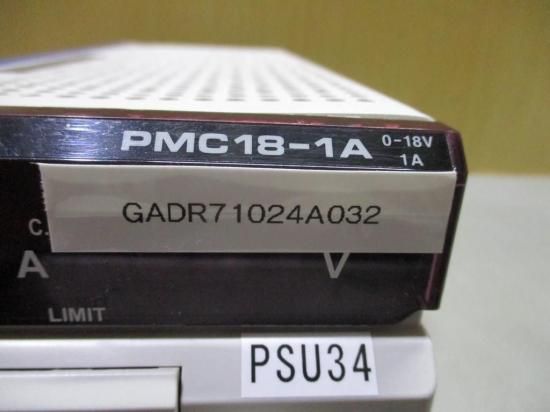 PMC18-1A 0-18V
1A
GADR71024A032
C.
A V
LIMIT
PSU34